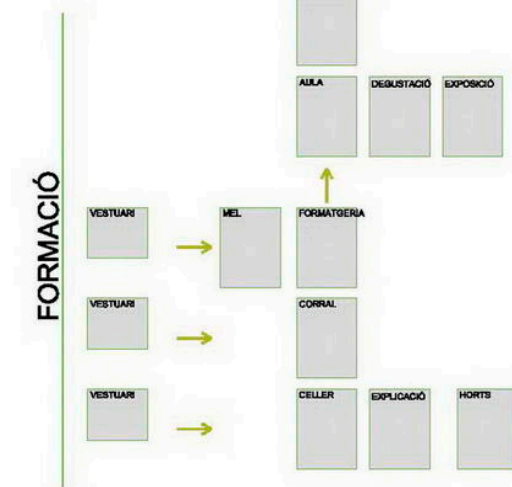 FORMACIÓ
AULA
DEGUSTACIÓ
EXPOSICIÓ
VESTUARI
MEL
FORMATGERIA
VESTUARI
CORRAL
VESTUARI
CELLER
EXPLICACIÓ
HORTS